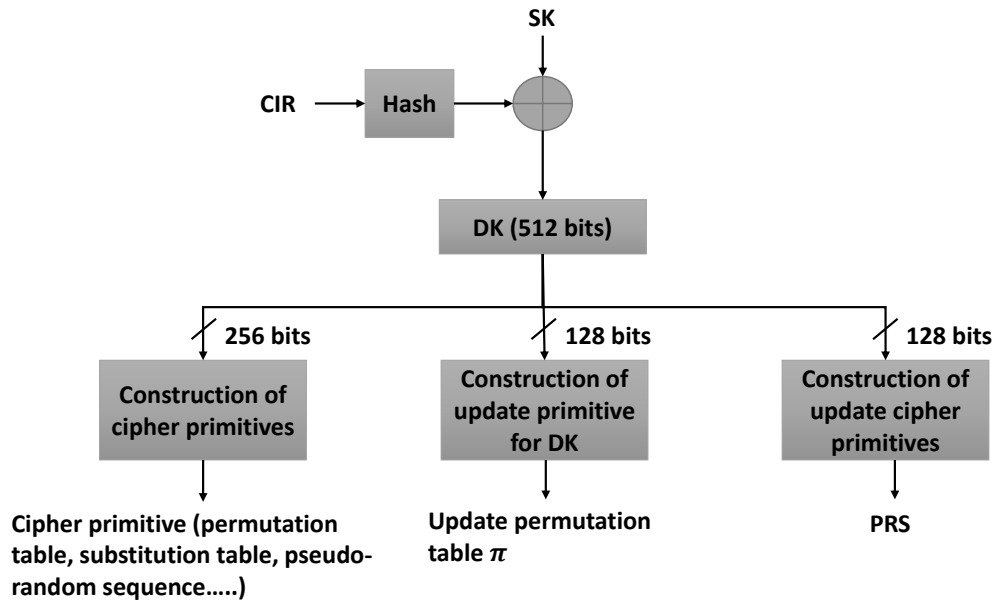 SK
CIR
Hash
DK (512 bits)
256 bits
128 bits
128 bits
Construction of
cipher primitives
Construction of
update primitive
for DK
Construction of
update cipher
primitives
Cipher primitive (permutation
table, substitution table, pseudo-
random sequence.....)
Update permutation
table π
PRS